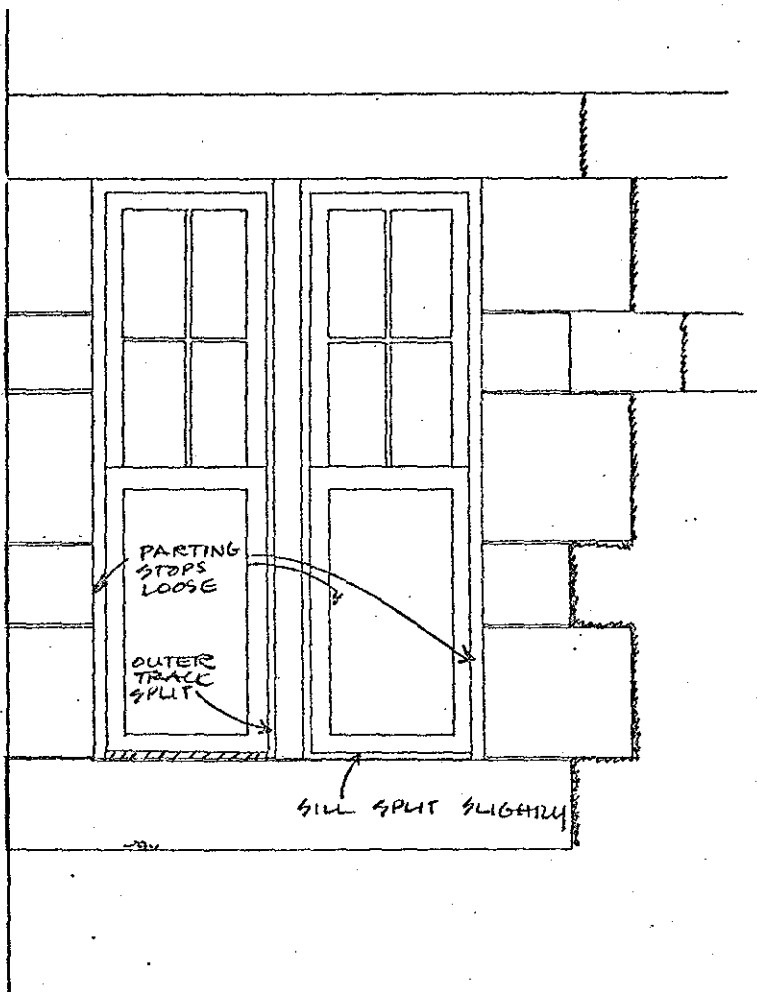 PARTING
STOPS
LOOSE
OUTER
TRACK
SPLIT
SILL SPLIT SLIGHTLY